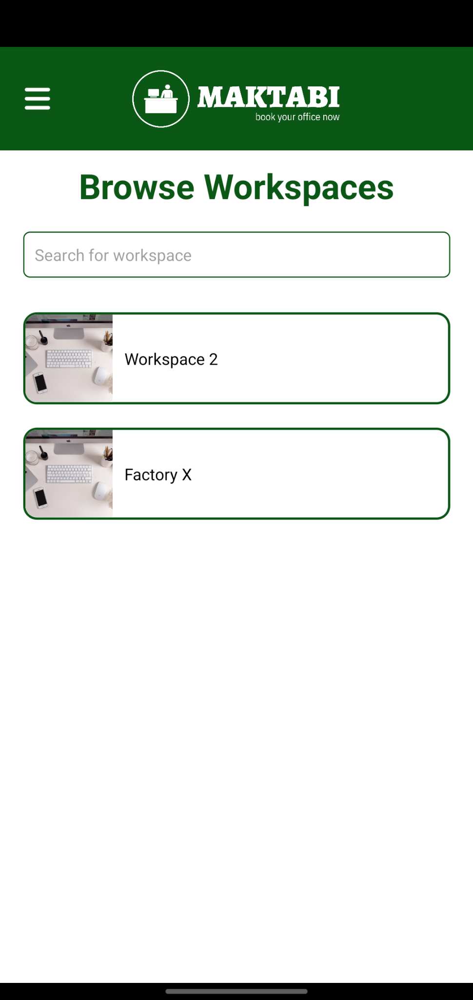 MAKTABI
book your office now
Browse Workspaces
Search for workspace
Workspace 2
Factory X